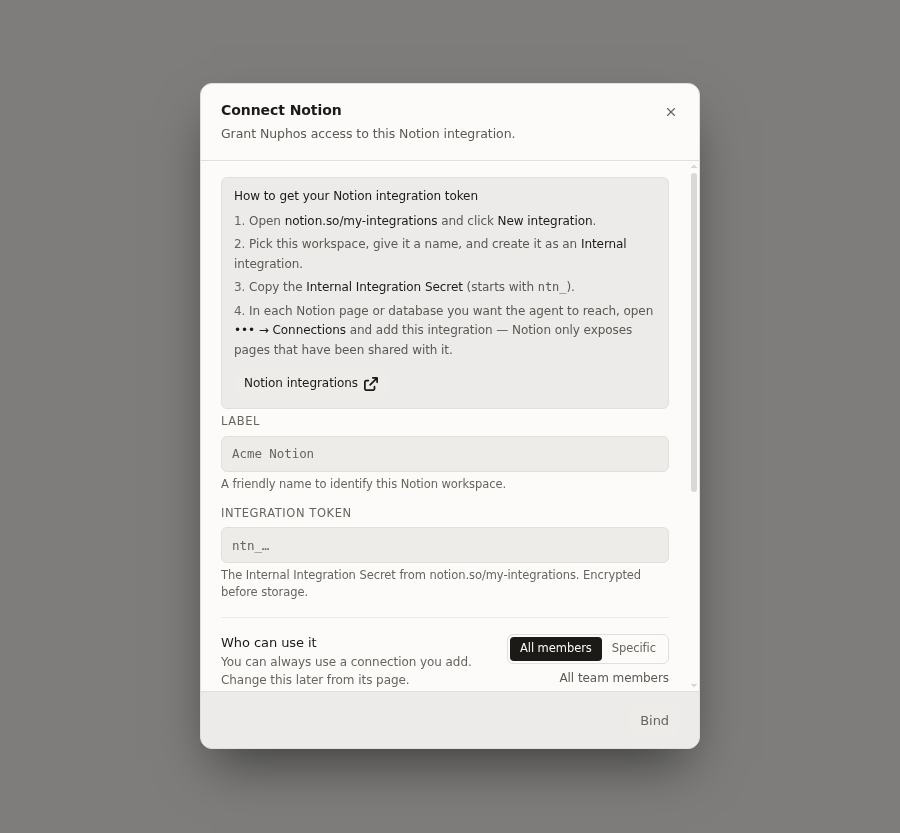 Connect Notion
×
Grant Nuphos access to this Notion integration.
How to get your Notion integration token
1. Open notion.so/my-integrations and click New integration.
2. Pick this workspace, give it a name, and create it as an Internal
integration.
3. Copy the Internal Integration Secret (starts with ntn_).
4. In each Notion page or database you want the agent to reach, open
••• → Connections and add this integration — Notion only exposes
pages that have been shared with it.
Notion integrations
LABEL
Acme Notion
A friendly name to identify this Notion workspace.
INTEGRATION TOKEN
ntn_…
The Internal Integration Secret from notion.so/my-integrations. Encrypted
before storage.
Who can use it
You can always use a connection you add.
Change this later from its page.
All members Specific
All team members
Bind